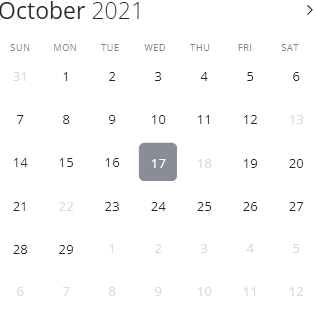 October 2021
SUN MON TUE WED THU FRI SAT
31 1 2 3 4 5 6
7 8 9 10 11 12 13
14 15 16 17 18 19 20
21 22 23 24 25 26 27
28 29 1 2 3 4 5
6 7 8 9 10 11 12